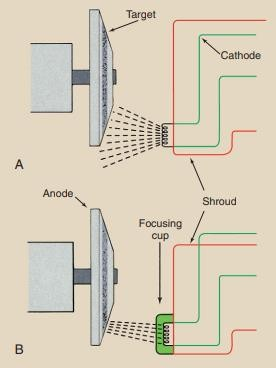 Target
Cathode
A
Anode
Shroud
Focusing
cup
B